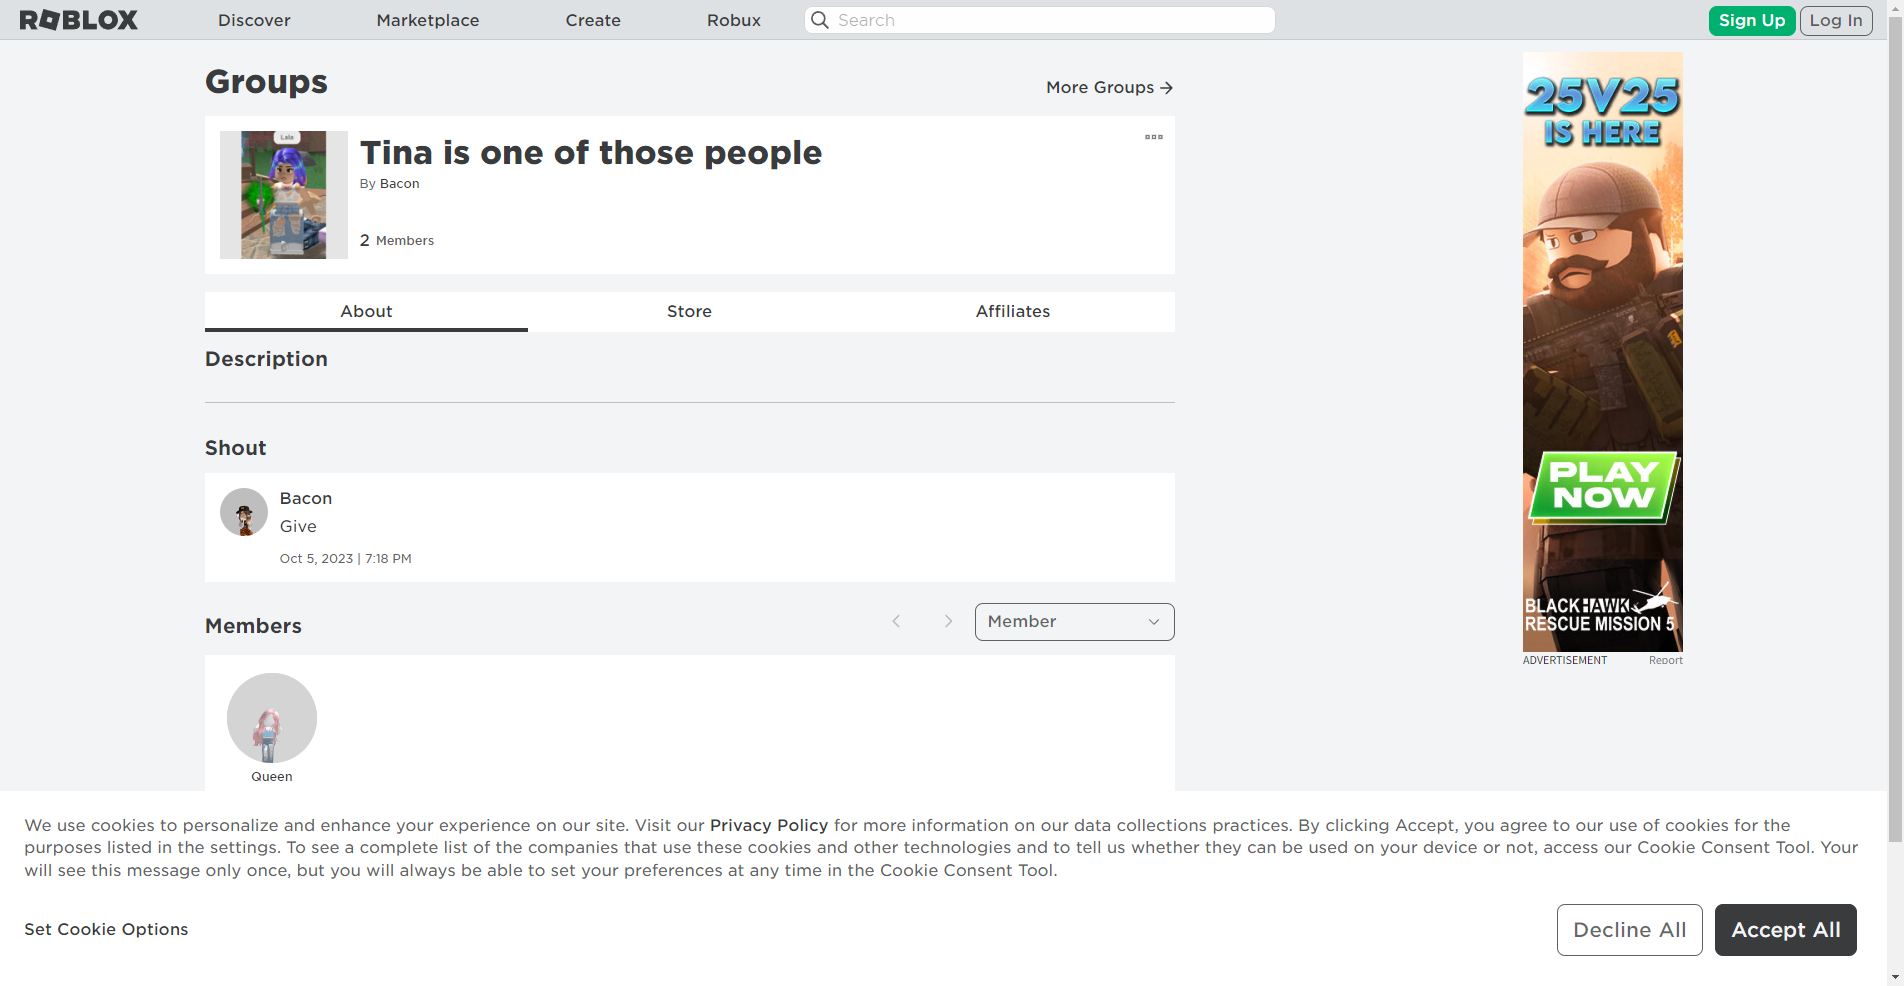 ROBLOX Discover Marketplace Create Robux Search Sign Up Log In
Groups
More Groups
Lala
Tina is one of those people
By Bacon
2 Members
About Store Affiliates
Description
Shout
Bacon
Give
Oct 5, 2023 | 7:18 PM
Members
Member
Queen
25V25
IS HERE
PLAY
NOW
BLACKHAWK
RESCUE MISSION 5
ADVERTISEMENT Report
We use cookies to personalize and enhance your experience on our site. Visit our Privacy Policy for more information on our data collections practices. By clicking Accept, you agree to our use of cookies for the
purposes listed in the settings. To see a complete list of the companies that use these cookies and other technologies and to tell us whether they can be used on your device or not, access our Cookie Consent Tool. Your
will see this message only once, but you will always be able to set your preferences at any time in the Cookie Consent Tool.
Set Cookie Options
Decline All
Accept All